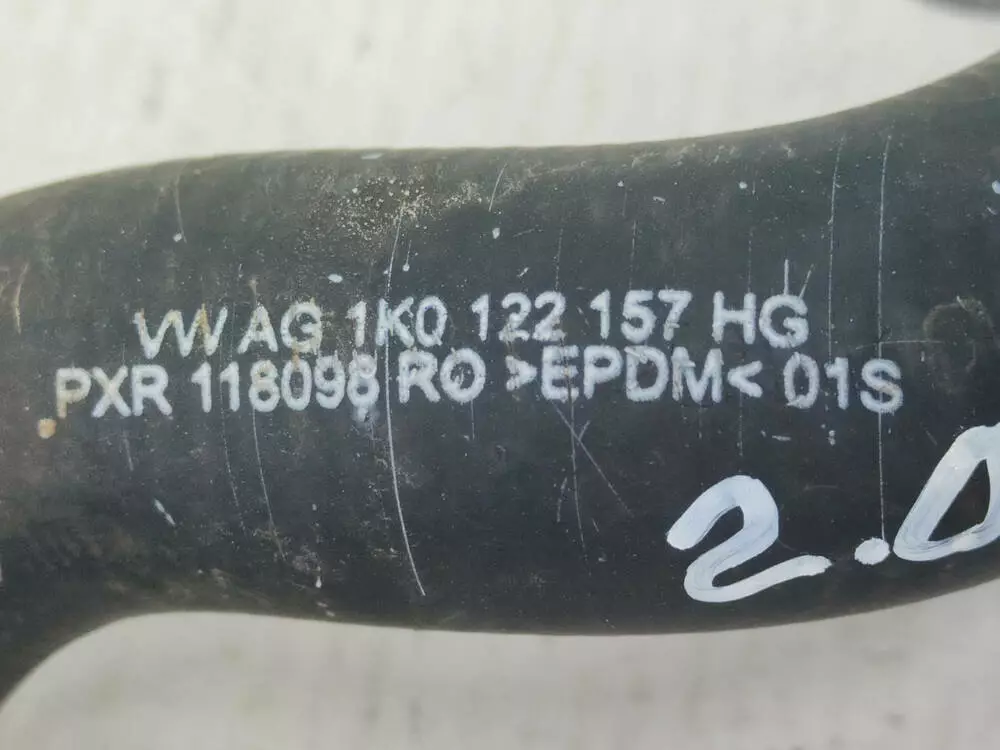 VW AG 1K0 122 157 HG
PXR 118098 RO >EPDM< 01S
2.0